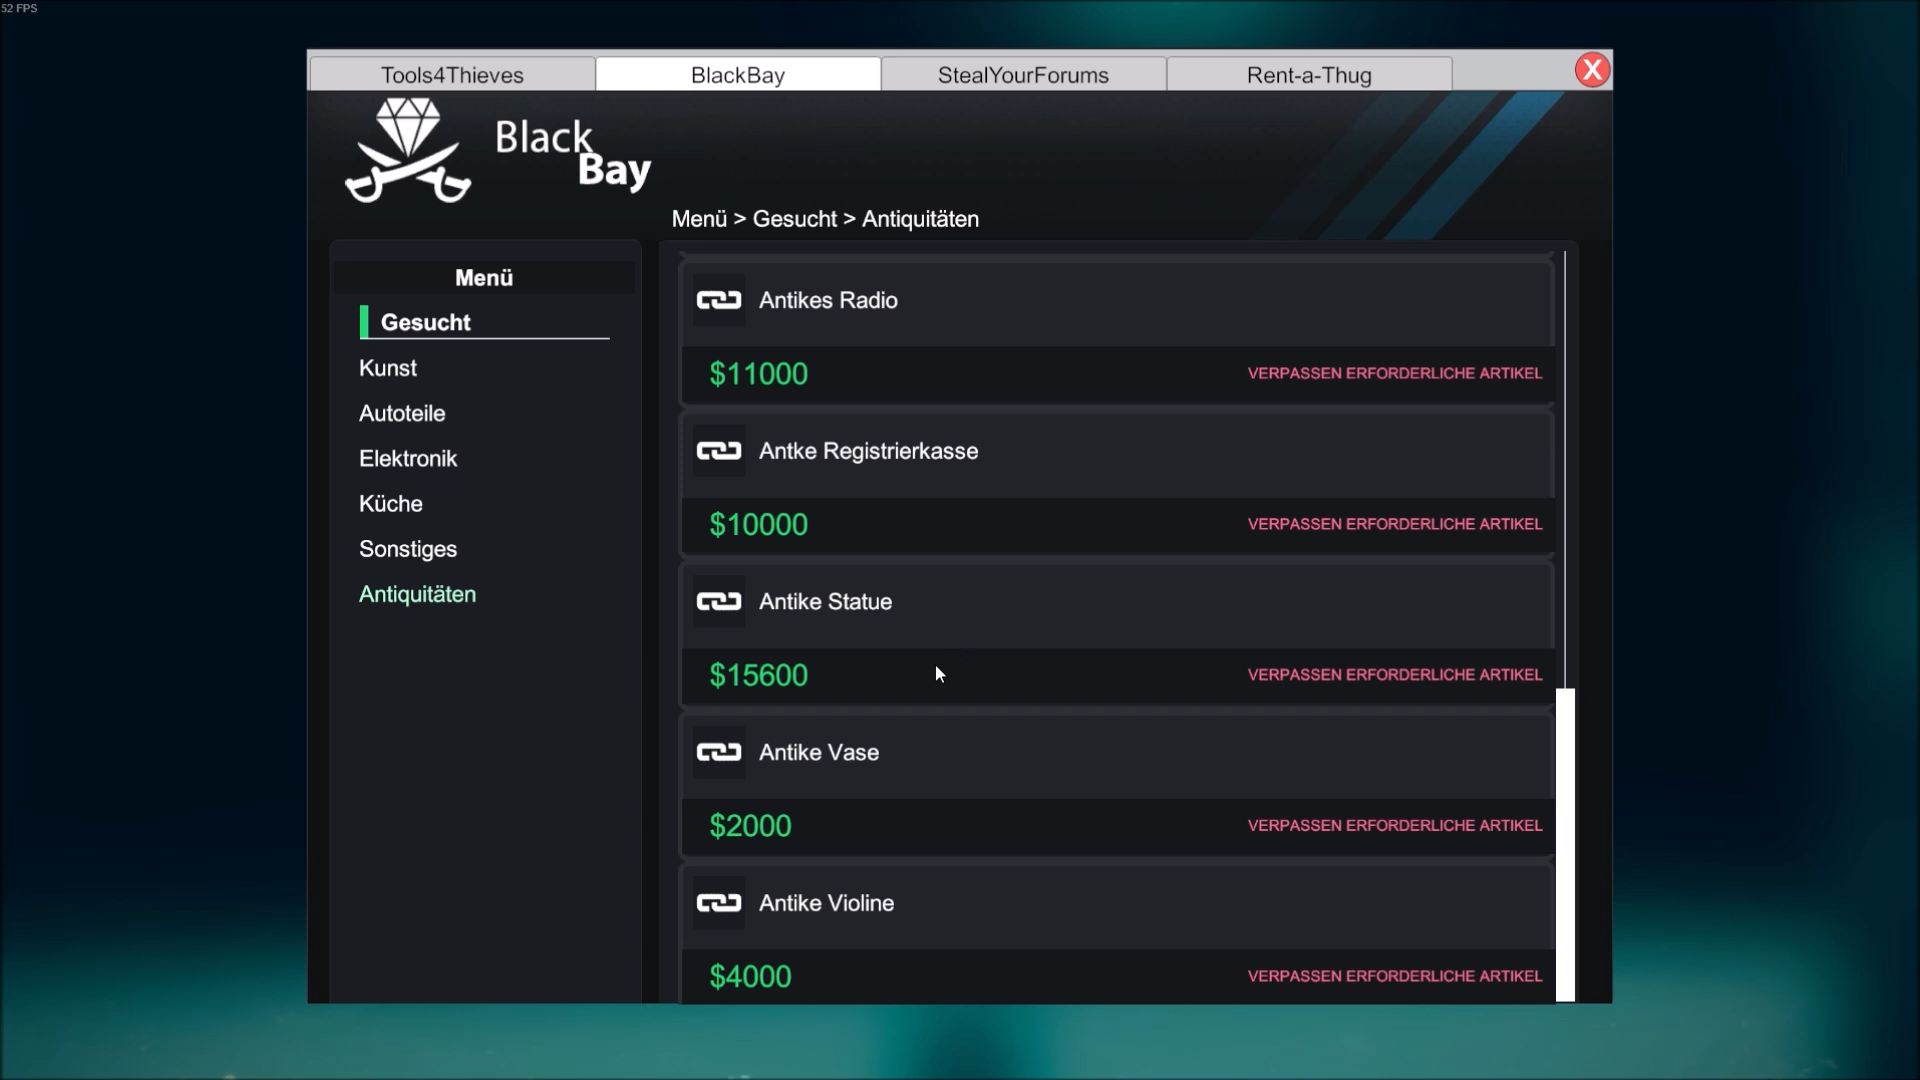 52 FPS
Tools4Thieves
BlackBay
StealYourForums
Rent-a-Thug
X
Black
Bay
Menü > Gesucht > Antiquitäten
Menü
Gesucht
Kunst
Autoteile
Elektronik
Küche
Sonstiges
Antiquitäten
Antikes Radio
$11000 VERPASSEN ERFORDERLICHE ARTIKEL
Antke Registrierkasse
$10000 VERPASSEN ERFORDERLICHE ARTIKEL
Antike Statue
$15600 VERPASSEN ERFORDERLICHE ARTIKEL
Antike Vase
$2000 VERPASSEN ERFORDERLICHE ARTIKEL
Antike Violine
$4000 VERPASSEN ERFORDERLICHE ARTIKEL